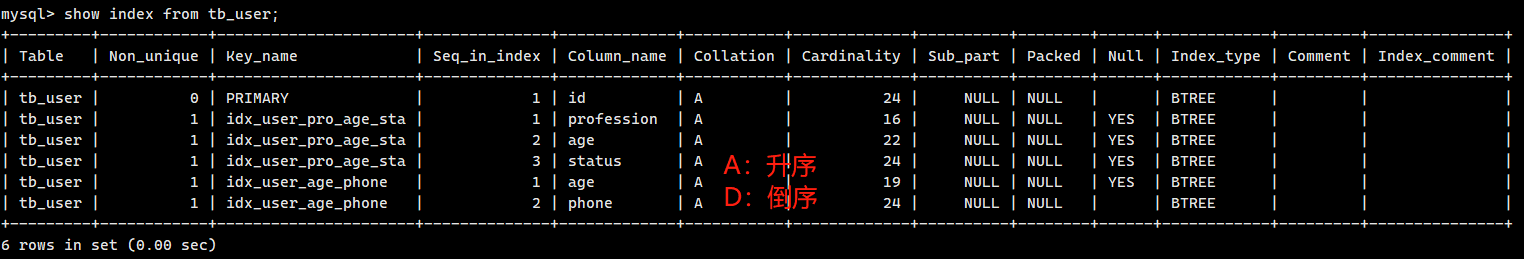 mysql> show index from tb_user;
+---------+------------+----------------------+--------------+-------------+-----------+-------------+----------+--------+------+------------+---------+---------------+
| Table   | Non_unique | Key_name             | Seq_in_index | Column_name | Collation | Cardinality | Sub_part | Packed | Null | Index_type | Comment | Index_comment |
+---------+------------+----------------------+--------------+-------------+-----------+-------------+----------+--------+------+------------+---------+---------------+
| tb_user |          0 | PRIMARY              |            1 | id          | A         |          24 |     NULL | NULL   |      | BTREE      |         |               |
| tb_user |          1 | idx_user_pro_age_sta |            1 | profession  | A         |          16 |     NULL | NULL   | YES  | BTREE      |         |               |
| tb_user |          1 | idx_user_pro_age_sta |            2 | age         | A         |          22 |     NULL | NULL   | YES  | BTREE      |         |               |
| tb_user |          1 | idx_user_pro_age_sta |            3 | status      | A         |          24 |     NULL | NULL   | YES  | BTREE      |         |               |
| tb_user |          1 | idx_user_age_phone   |            1 | age         | A         |          19 |     NULL | NULL   | YES  | BTREE      |         |               |
| tb_user |          1 | idx_user_age_phone   |            2 | phone       | A         |          24 |     NULL | NULL   |      | BTREE      |         |               |
+---------+------------+----------------------+--------------+-------------+-----------+-------------+----------+--------+------+------------+---------+---------------+
6 rows in set (0.00 sec)
A：升序
D：倒序